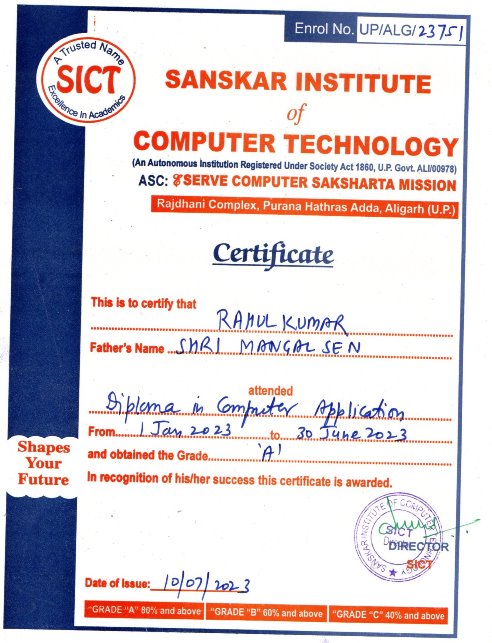 Enrol No. UP/ALG/23751
A Trusted Name
SICT
Excellence in Academics
SANSKAR INSTITUTE
of
COMPUTER TECHNOLOGY
(An Autonomous Institution Registered Under Society Act 1860, U.P. Govt. ALI/00978)
ASC: SERVE COMPUTER SAKSHARTA MISSION
Rajdhani Complex, Purana Hathras Adda, Aligarh (U.P.)
Certificate
This is to certify that
RAHUL KUMAR
Father's Name SHRI MANGAL SEN
attended
Diploma in Computer Application
From 1 Jan 2023 to 30 June 2023
and obtained the Grade 'A'
Shapes
Your
Future
In recognition of his/her success this certificate is awarded.
SANSKAR INSTITUTE OF COMPUTER
SICT
DIRECTOR
SICT
Date of Issue: 10/07/2023
"GRADE "A" 80% and above "GRADE "B" 60% and above "GRADE "C" 40% and above